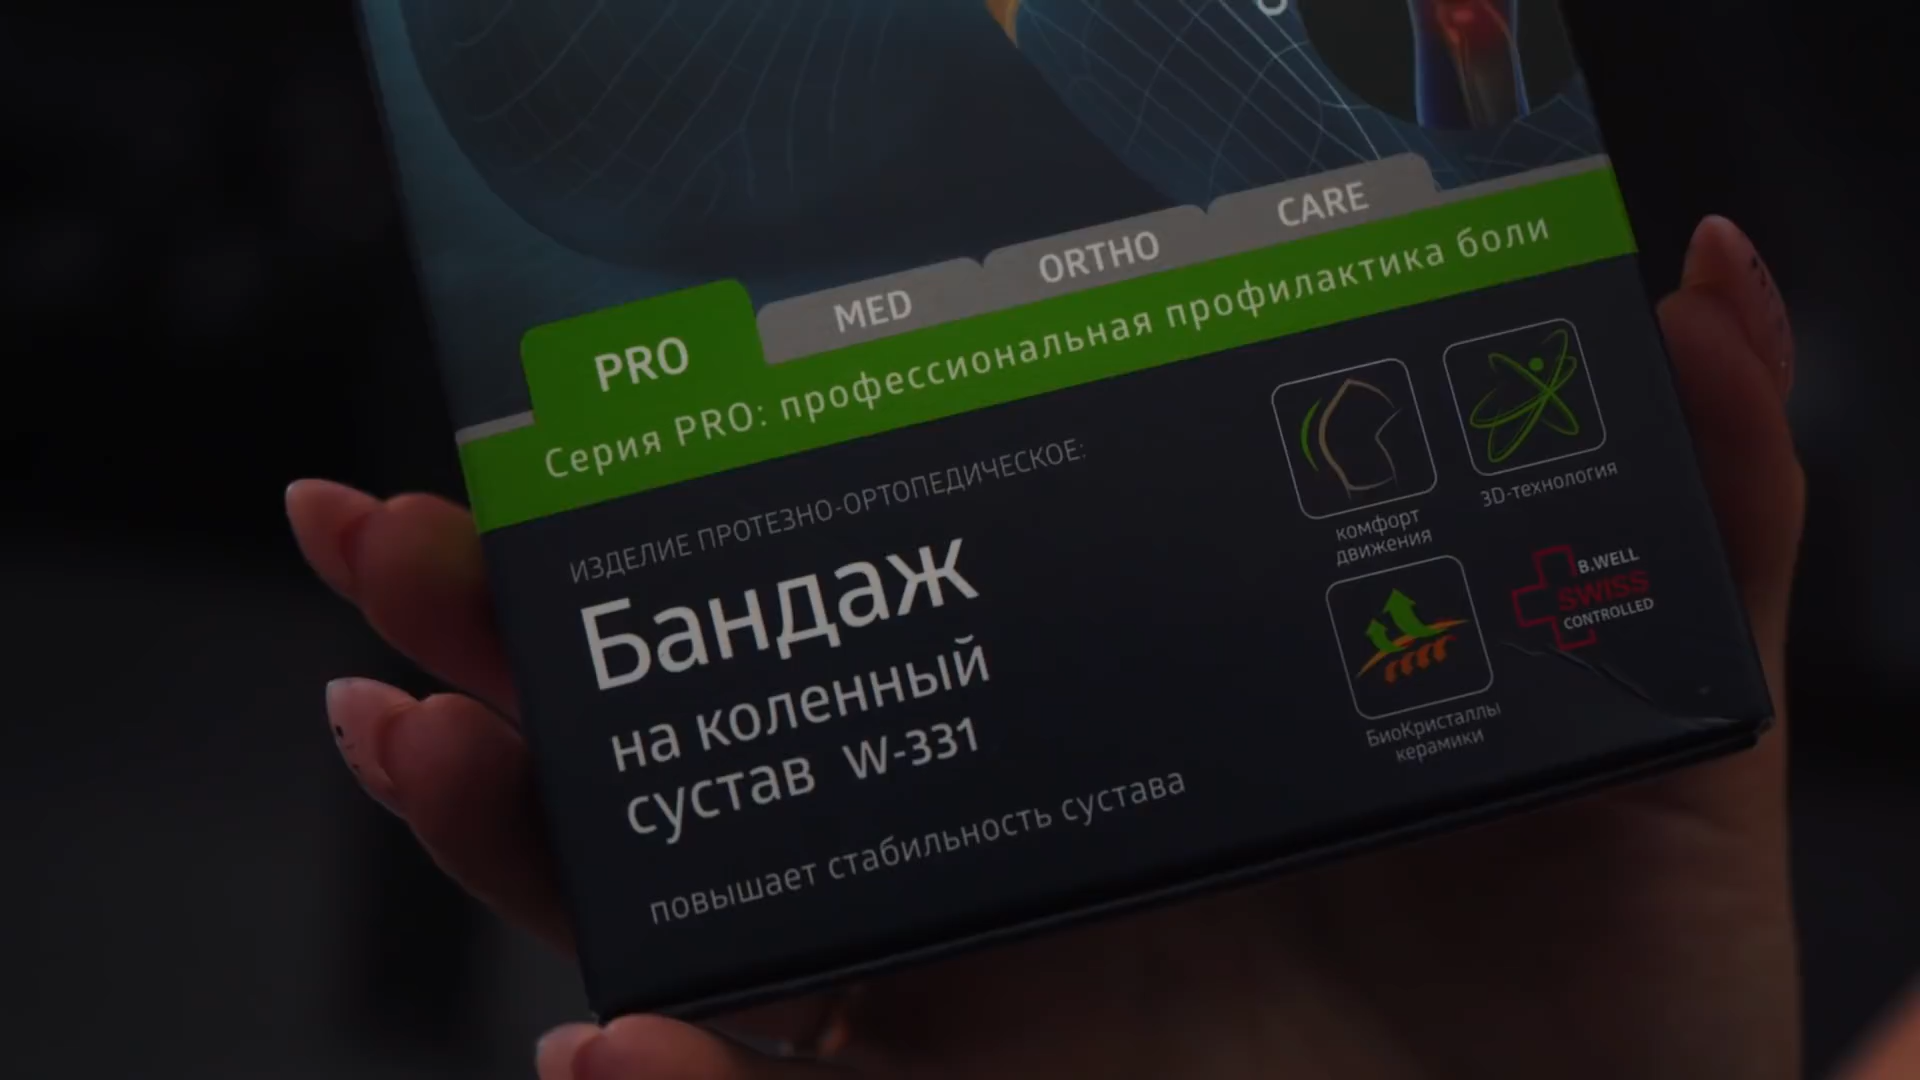 PRO
MED
ORTHO
CARE
Серия PRO: профессиональная профилактика боли
ИЗДЕЛИЕ ПРОТЕЗНО-ОРТОПЕДИЧЕСКОЕ:
Бандаж
на коленный
сустав W-331
повышает стабильность сустава
комфорт
движения
3D-технология
БиоКристаллы
керамики
B.WELL
SWISS
CONTROLLED